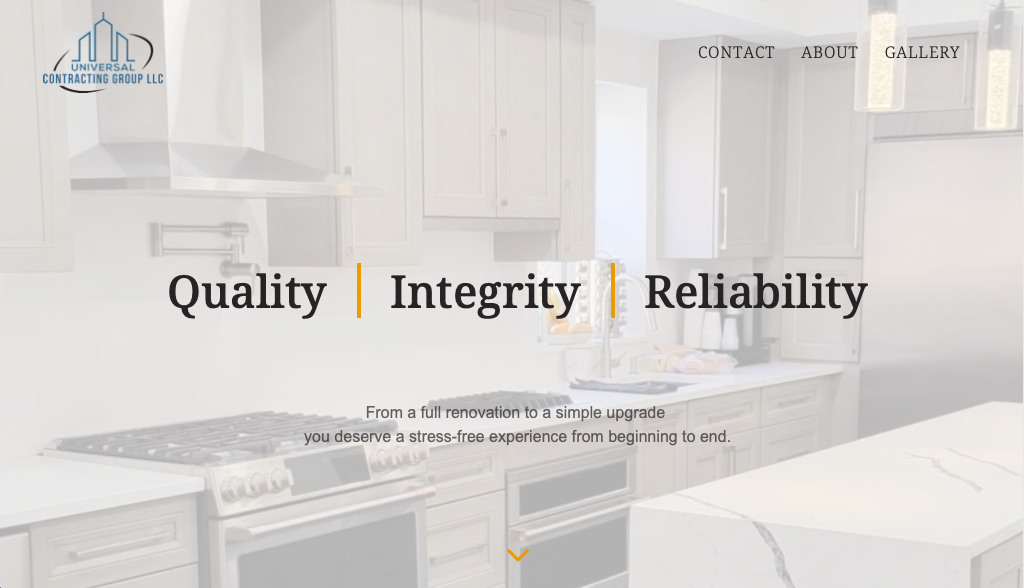 UNIVERSAL
CONTRACTING GROUP LLC
CONTACT ABOUT GALLERY
Quality | Integrity | Reliability
From a full renovation to a simple upgrade
you deserve a stress-free experience from beginning to end.